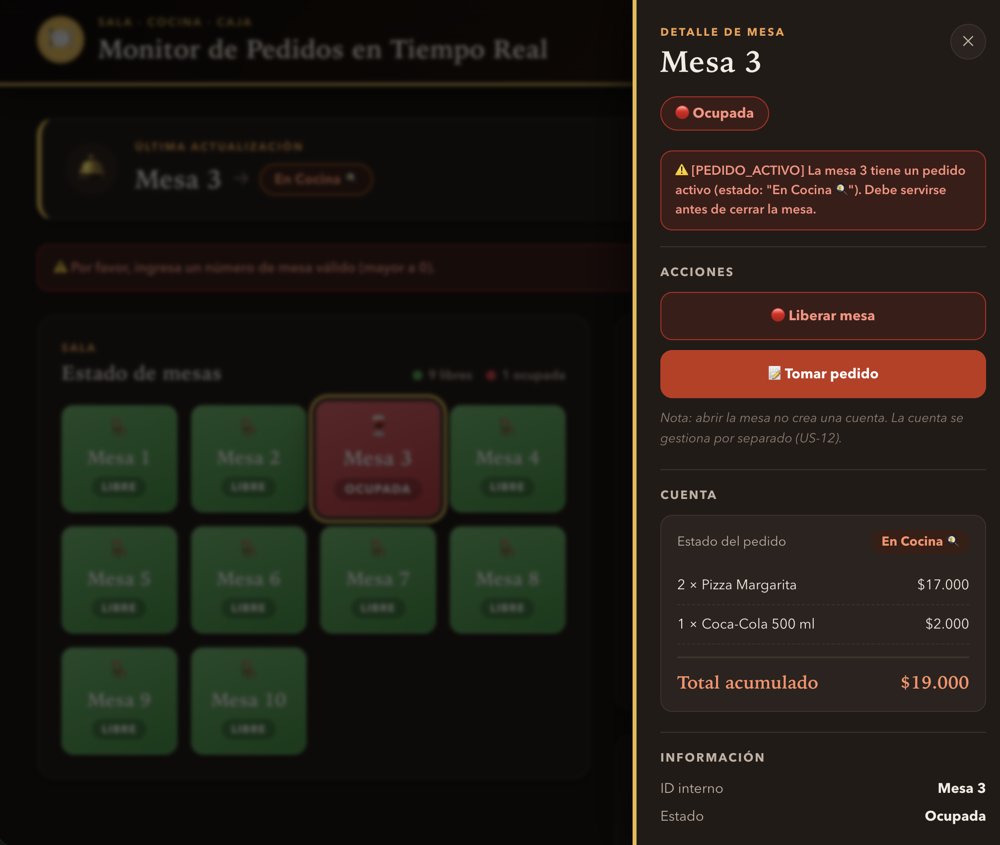 SALA · COCINA · CAJA
Monitor de Pedidos en Tiempo Real
ÚLTIMA ACTUALIZACIÓN
Mesa 3 → En Cocina 🍳
⚠️ Por favor, ingresa un número de mesa válido (mayor a 0).
SALA
Estado de mesas
9 libres 1 ocupada
Mesa 1
LIBRE
Mesa 2
LIBRE
Mesa 3
OCUPADA
Mesa 4
LIBRE
Mesa 5
LIBRE
Mesa 6
LIBRE
Mesa 7
LIBRE
Mesa 8
LIBRE
Mesa 9
LIBRE
Mesa 10
LIBRE
DETALLE DE MESA
Mesa 3
🔴 Ocupada
⚠️ [PEDIDO_ACTIVO] La mesa 3 tiene un pedido
activo (estado: "En Cocina 🍳"). Debe servirse
antes de cerrar la mesa.
ACCIONES
🔴 Liberar mesa
📝 Tomar pedido
Nota: abrir la mesa no crea una cuenta. La cuenta se
gestiona por separado (US-12).
CUENTA
Estado del pedido En Cocina 🍳
2 × Pizza Margarita $17.000
1 × Coca-Cola 500 ml $2.000
Total acumulado $19.000
INFORMACIÓN
ID interno Mesa 3
Estado Ocupada